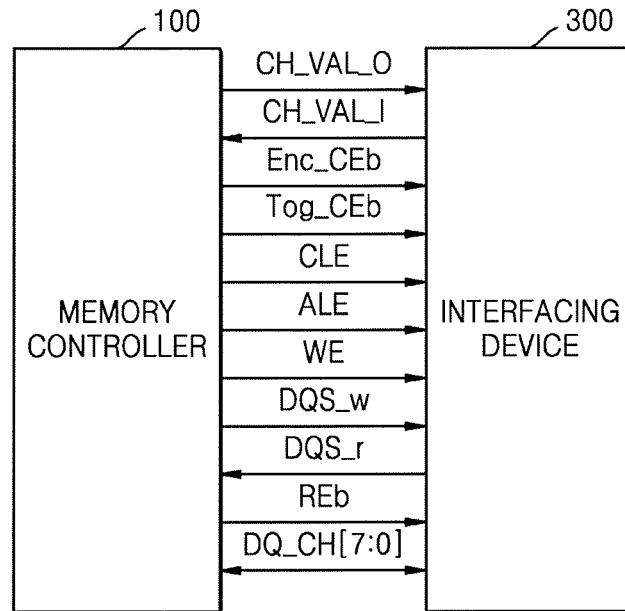 100
300
CH_VAL_O
CH_VAL_I
Enc_CEb
Tog_CEb
CLE
ALE
MEMORY
CONTROLLER
INTERFACING
DEVICE
WE
DQS_w
DQS_r
REb
DQ_CH[7:0]